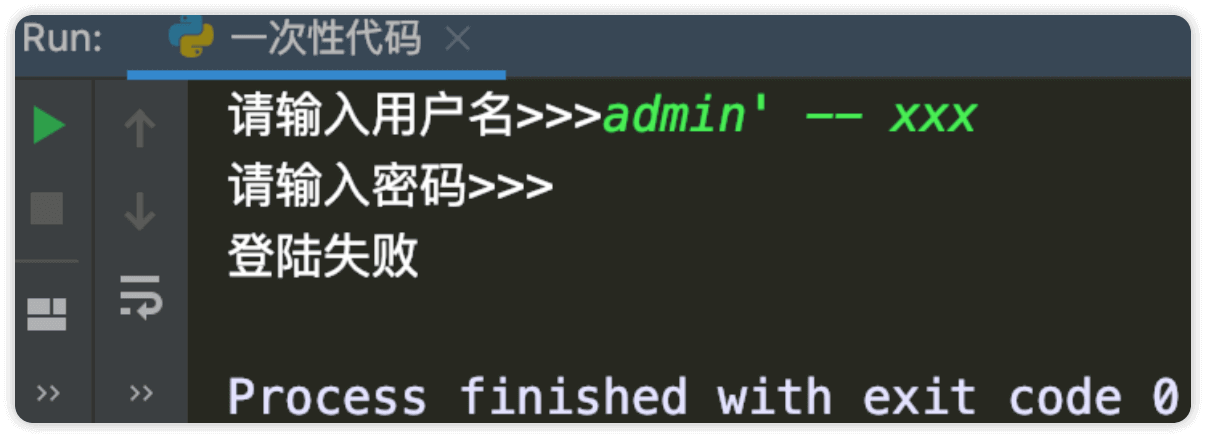 Run: 一次性代码
请输入用户名>>>admin' -- xxx
请输入密码>>>
登陆失败
Process finished with exit code 0